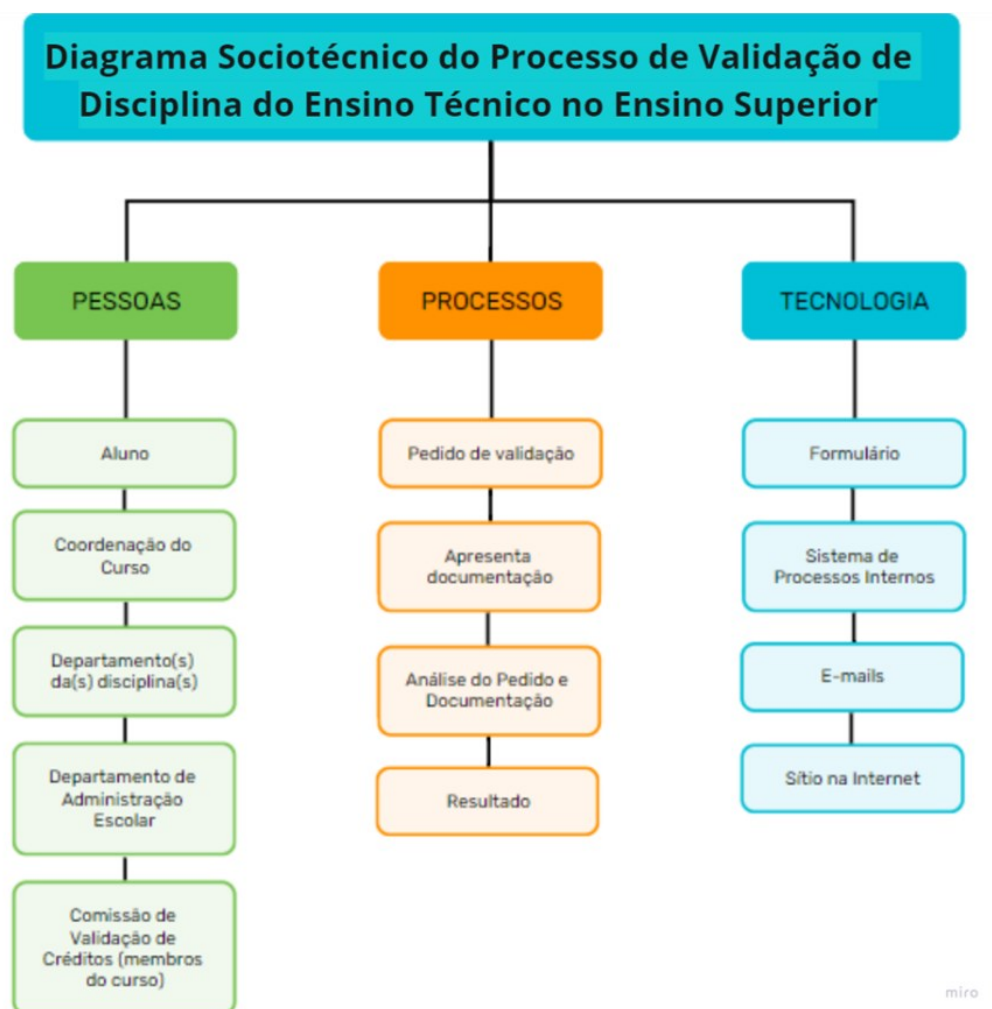 Diagrama Sociotécnico do Processo de Validação de
Disciplina do Ensino Técnico no Ensino Superior
PESSOAS
Aluno
Coordenação do
Curso
Departamento(s)
da(s) disciplina(s)
Departamento de
Administração
Escolar
Comissão de
Validação de
Créditos (membros
do curso)
PROCESSOS
Pedido de validação
Apresenta
documentação
Análise do Pedido e
Documentação
Resultado
TECNOLOGIA
Formulário
Sistema de
Processos Internos
E-mails
Sítio na Internet
miro